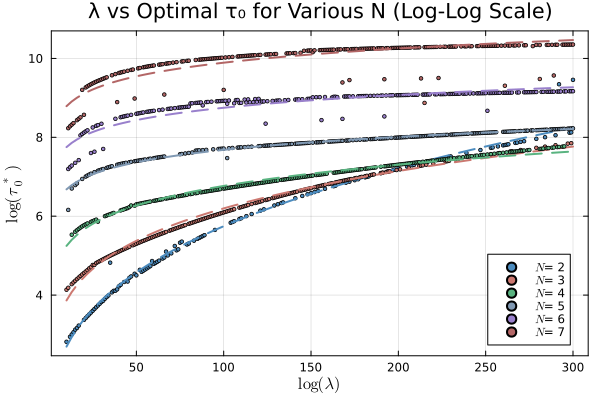 λ vs Optimal τ₀ for Various N (Log-Log Scale)
log(τ₀*)
10
8
6
4
50
100
150
200
250
300
log(λ)
N= 2
N= 3
N= 4
N= 5
N= 6
N= 7